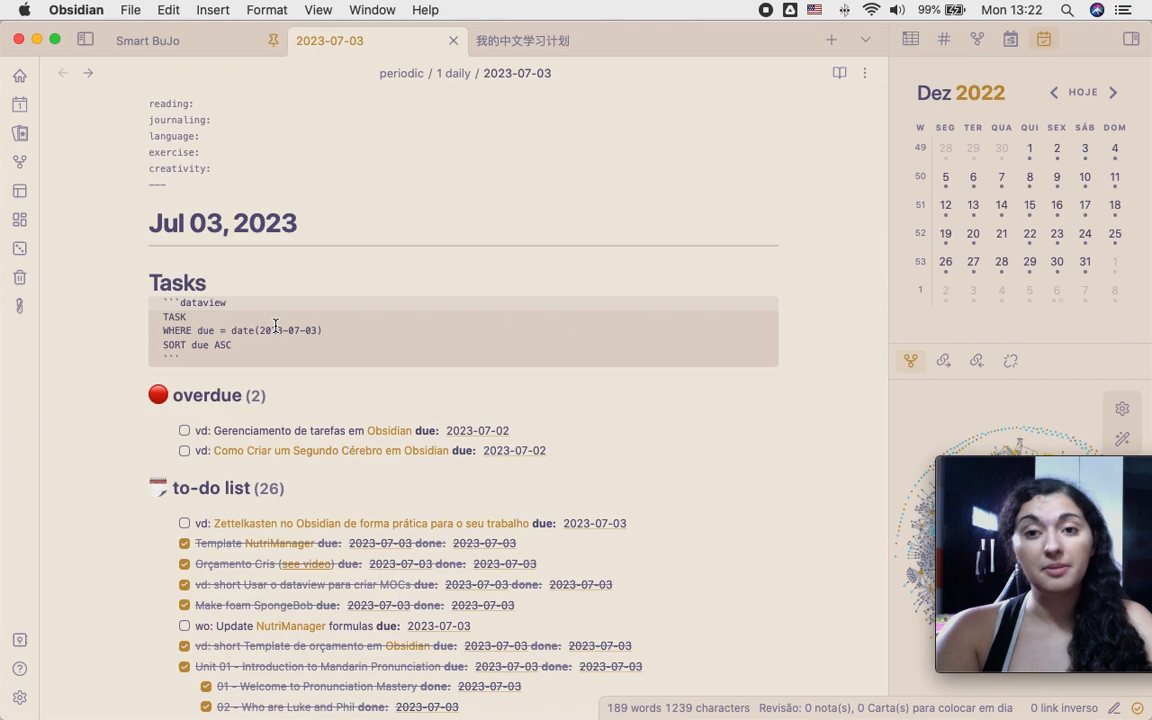 Obsidian File Edit Insert Format View Window Help 99% Mon 13:22
Smart BuJo 2023-07-03 我的中文学习计划
periodic / 1 daily / 2023-07-03
reading:
journaling:
language:
exercise:
creativity:
---
Jul 03, 2023
Tasks
```dataview
TASK
WHERE due = date(2023-07-03)
SORT due ASC
```
overdue (2)
vd: Gerenciamento de tarefas em Obsidian due: 2023-07-02
vd: Como Criar um Segundo Cérebro em Obsidian due: 2023-07-02
to-do list (26)
vd: Zettelkasten no Obsidian de forma prática para o seu trabalho due: 2023-07-03
Template NutriManager due: 2023-07-03 done: 2023-07-03
Orçamento Cris (see video) due: 2023-07-03 done: 2023-07-03
vd: short Usar o dataview para criar MOCs due: 2023-07-03 done: 2023-07-03
Make foam SpongeBob due: 2023-07-03 done: 2023-07-03
wo: Update NutriManager formulas due: 2023-07-03
vd: short Template de orçamento em Obsidian due: 2023-07-03 done: 2023-07-03
Unit 01 - Introduction to Mandarin Pronunciation due: 2023-07-03 done: 2023-07-03
01 - Welcome to Pronunciation Mastery done: 2023-07-03
02 - Who are Luke and Phil done: 2023-07-03
189 words 1239 characters Revisão: 0 nota(s), 0 Carta(s) para colocar em dia 0 link inverso
Dez 2022 HOJE
W SEG TER QUA QUI SEX SÁB DOM
49 28 29 30 1 2 3 4
50 5 6 7 8 9 10 11
51 12 13 14 15 16 17 18
52 19 20 21 22 23 24 25
53 26 27 28 29 30 31 1
1 2 3 4 5 6 7 8